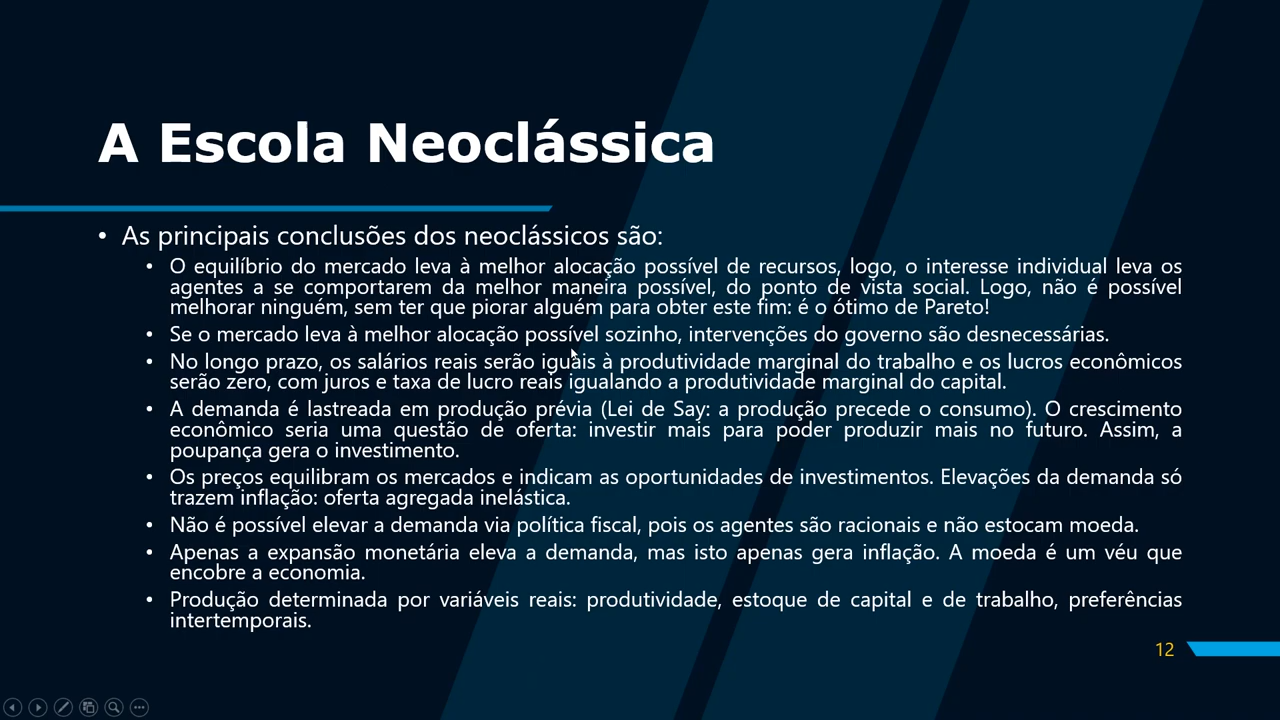 A Escola Neoclássica
• As principais conclusões dos neoclássicos são:
• O equilíbrio do mercado leva à melhor alocação possível de recursos, logo, o interesse individual leva os
agentes a se comportarem da melhor maneira possível, do ponto de vista social. Logo, não é possível
melhorar ninguém, sem ter que piorar alguém para obter este fim: é o ótimo de Pareto!
• Se o mercado leva à melhor alocação possível sozinho, intervenções do governo são desnecessárias.
• No longo prazo, os salários reais serão iguais à produtividade marginal do trabalho e os lucros econômicos
serão zero, com juros e taxa de lucro reais igualando a produtividade marginal do capital.
• A demanda é lastreada em produção prévia (Lei de Say: a produção precede o consumo). O crescimento
econômico seria uma questão de oferta: investir mais para poder produzir mais no futuro. Assim, a
poupança gera o investimento.
• Os preços equilibram os mercados e indicam as oportunidades de investimentos. Elevações da demanda só
trazem inflação: oferta agregada inelástica.
• Não é possível elevar a demanda via política fiscal, pois os agentes são racionais e não estocam moeda.
• Apenas a expansão monetária eleva a demanda, mas isto apenas gera inflação. A moeda é um véu que
encobre a economia.
• Produção determinada por variáveis reais: produtividade, estoque de capital e de trabalho, preferências
intertemporais.
12